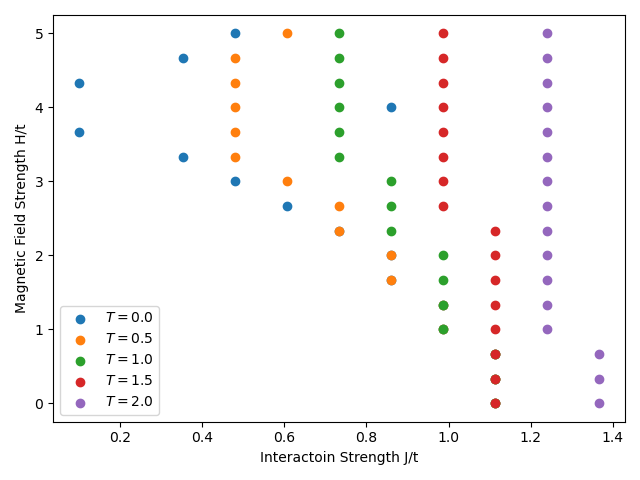 5
4
3
2
1
0
Magnetic Field Strength H/t
T = 0.0
T = 0.5
T = 1.0
T = 1.5
T = 2.0
0.2 0.4 0.6 0.8 1.0 1.2 1.4
Interactoin Strength J/t